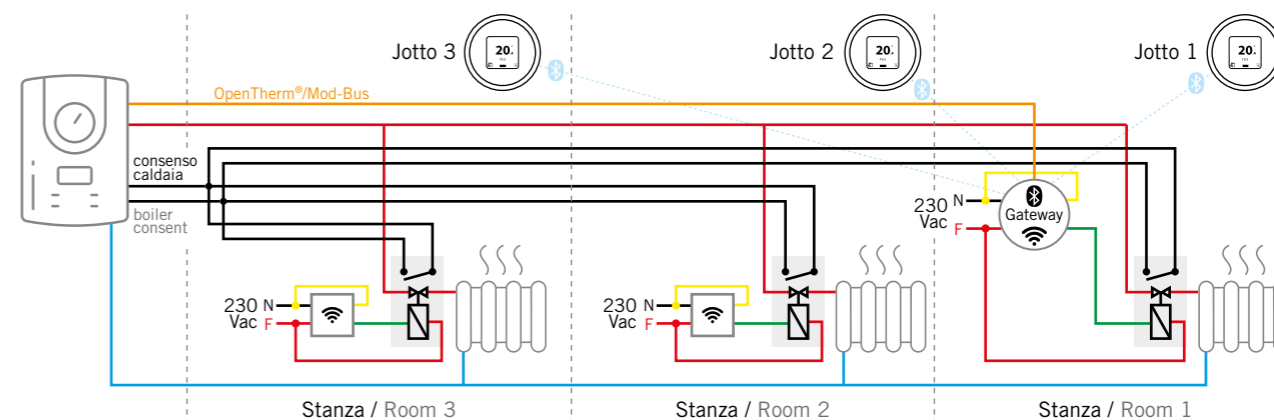 Jotto 3
20.
Jotto 2
20.
Jotto 1
20.
OpenTherm®/Mod-Bus
consenso
caldaia
boiler
consent
230 N
Vac F
Gateway
230 N
Vac F
230 N
Vac F
Stanza / Room 3
Stanza / Room 2
Stanza / Room 1